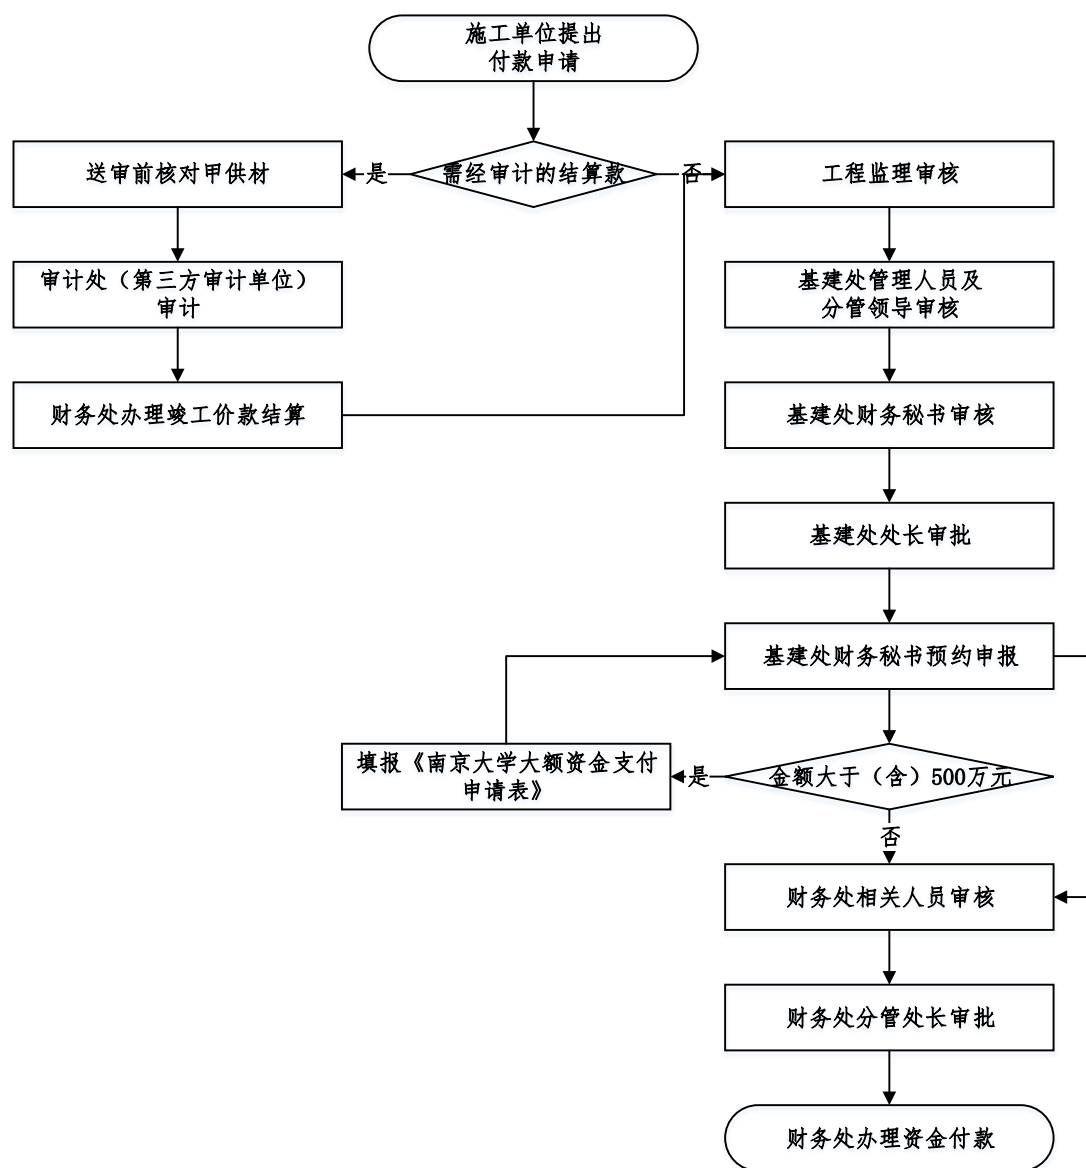 施工单位提出
付款申请
送审前核对甲供材
是
需经审计的结算款
否
工程监理审核
审计处（第三方审计单位）
审计
基建处管理人员及
分管领导审核
财务处办理竣工价款结算
基建处财务秘书审核
基建处处长审批
基建处财务秘书预约申报
填报《南京大学大额资金支付
申请表》
是
金额大于（含）500万元
否
财务处相关人员审核
财务处分管处长审批
财务处办理资金付款